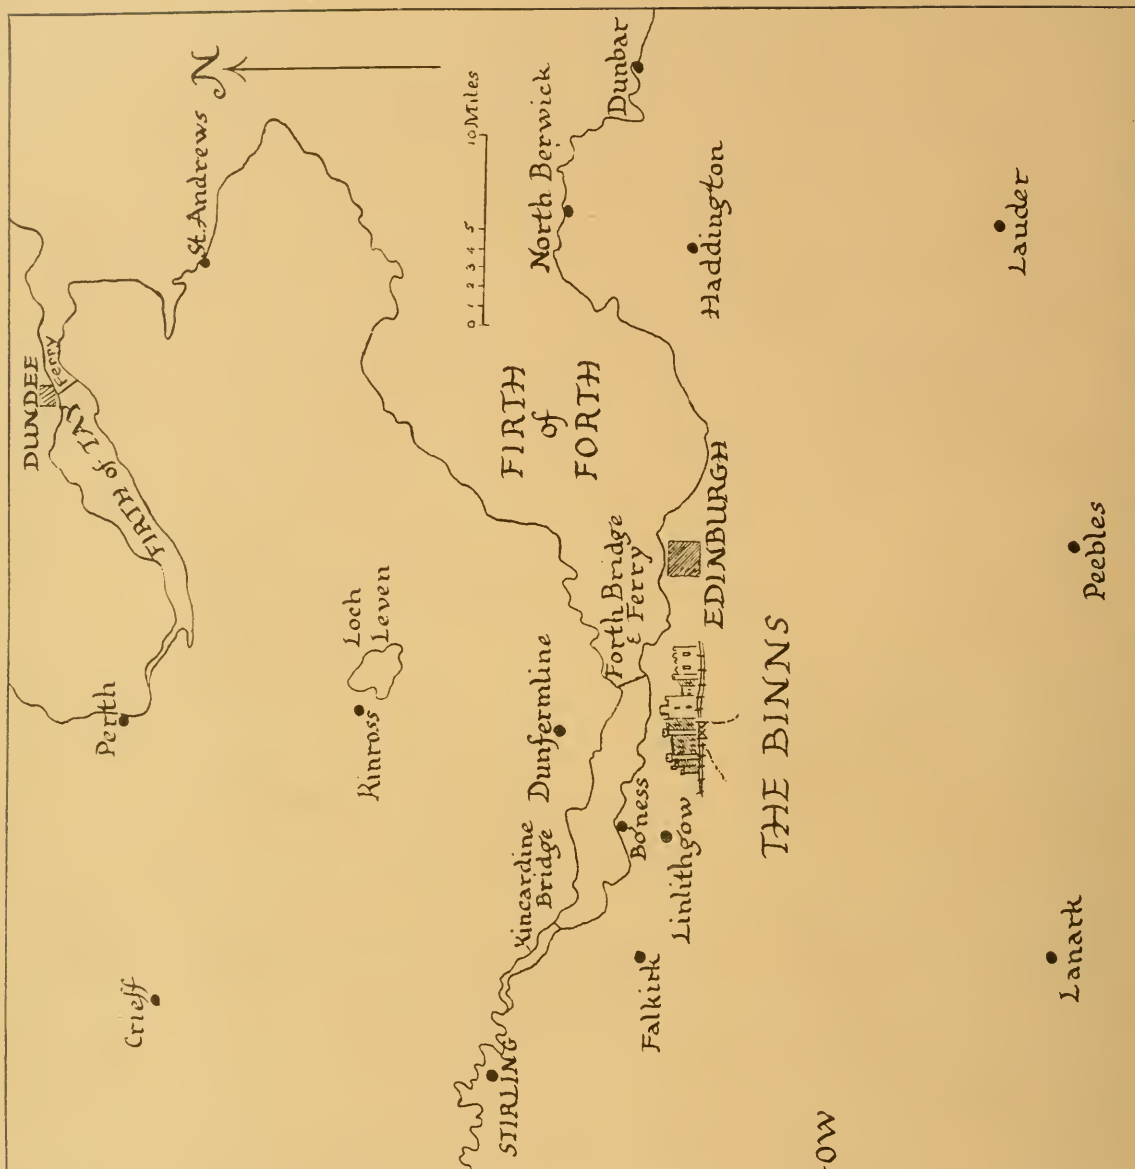 DUNDEE
Ferry
FIRTH of TAY
Perth
Crieff
St. Andrews
N
Loch
Leven
Kinross
10 Miles
0 1 2 3 4 5
Kincardine
Bridge
Dunfermline
STIRLING
FIRTH
of
FORTH
North Berwick
Dunbar
Forth Bridge
& Ferry
Boness
Falkirk
Linlithgow
EDINBURGH
Haddington
THE BINNS
OW
Lauder
Peebles
Lanark